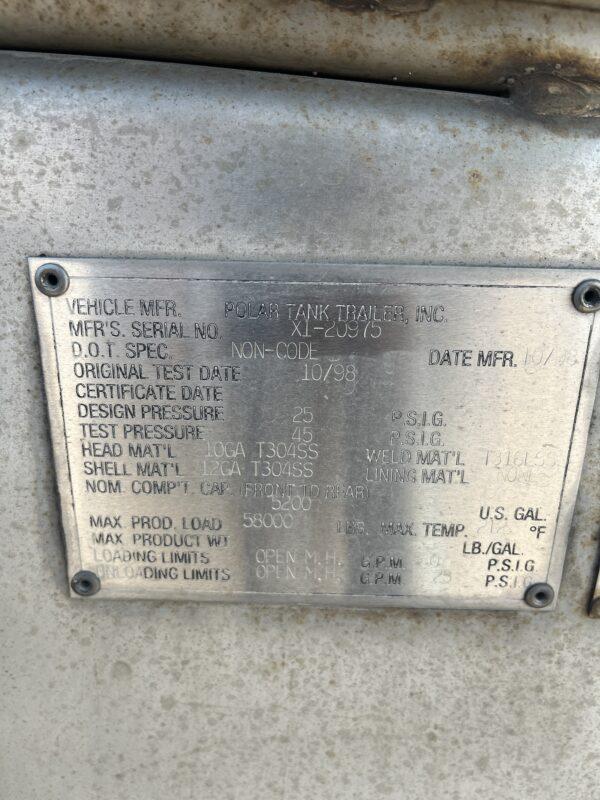 VEHICLE MFR. POLAR TANK TRAILER, INC.
MFR'S. SERIAL NO. X1-20975
D.O.T. SPEC. NON-CODE DATE MFR. 10/98
ORIGINAL TEST DATE 10/98
CERTIFICATE DATE
DESIGN PRESSURE 25 P.S.I.G.
TEST PRESSURE 45 P.S.I.G.
HEAD MAT'L 10GA T304SS WELD MAT'L T316LSS
SHELL MAT'L 12GA T304SS LINING MAT'L
NOM. COMP'T. CAP. (FRONT TO REAR)
5200 U.S. GAL.
MAX. PROD. LOAD 58000 LBS. MAX. TEMP. °F
MAX. PRODUCT WT LB./GAL.
LOADING LIMITS OPEN M.H. G.P.M. P.S.I.G
UNLOADING LIMITS OPEN M.H. G.P.M. 25 P.S.I.G